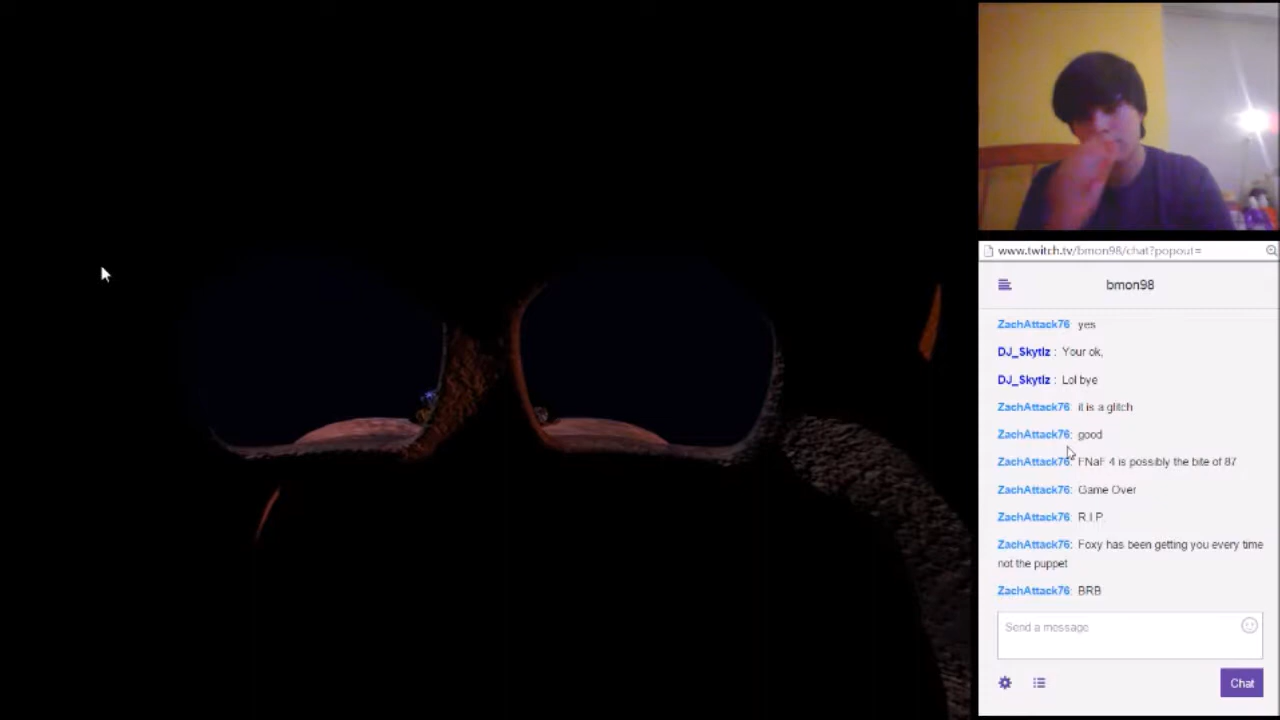 www.twitch.tv/bmon98/chat?popout=
bmon98
ZachAttack76: yes
DJ_Skytlz : Your ok,
DJ_Skytlz : Lol bye
ZachAttack76: it is a glitch
ZachAttack76: good
ZachAttack76: FNaF 4 is possibly the bite of 87
ZachAttack76: Game Over
ZachAttack76: R.I.P.
ZachAttack76: Foxy has been getting you every time
not the puppet
ZachAttack76: BRB
Send a message
Chat